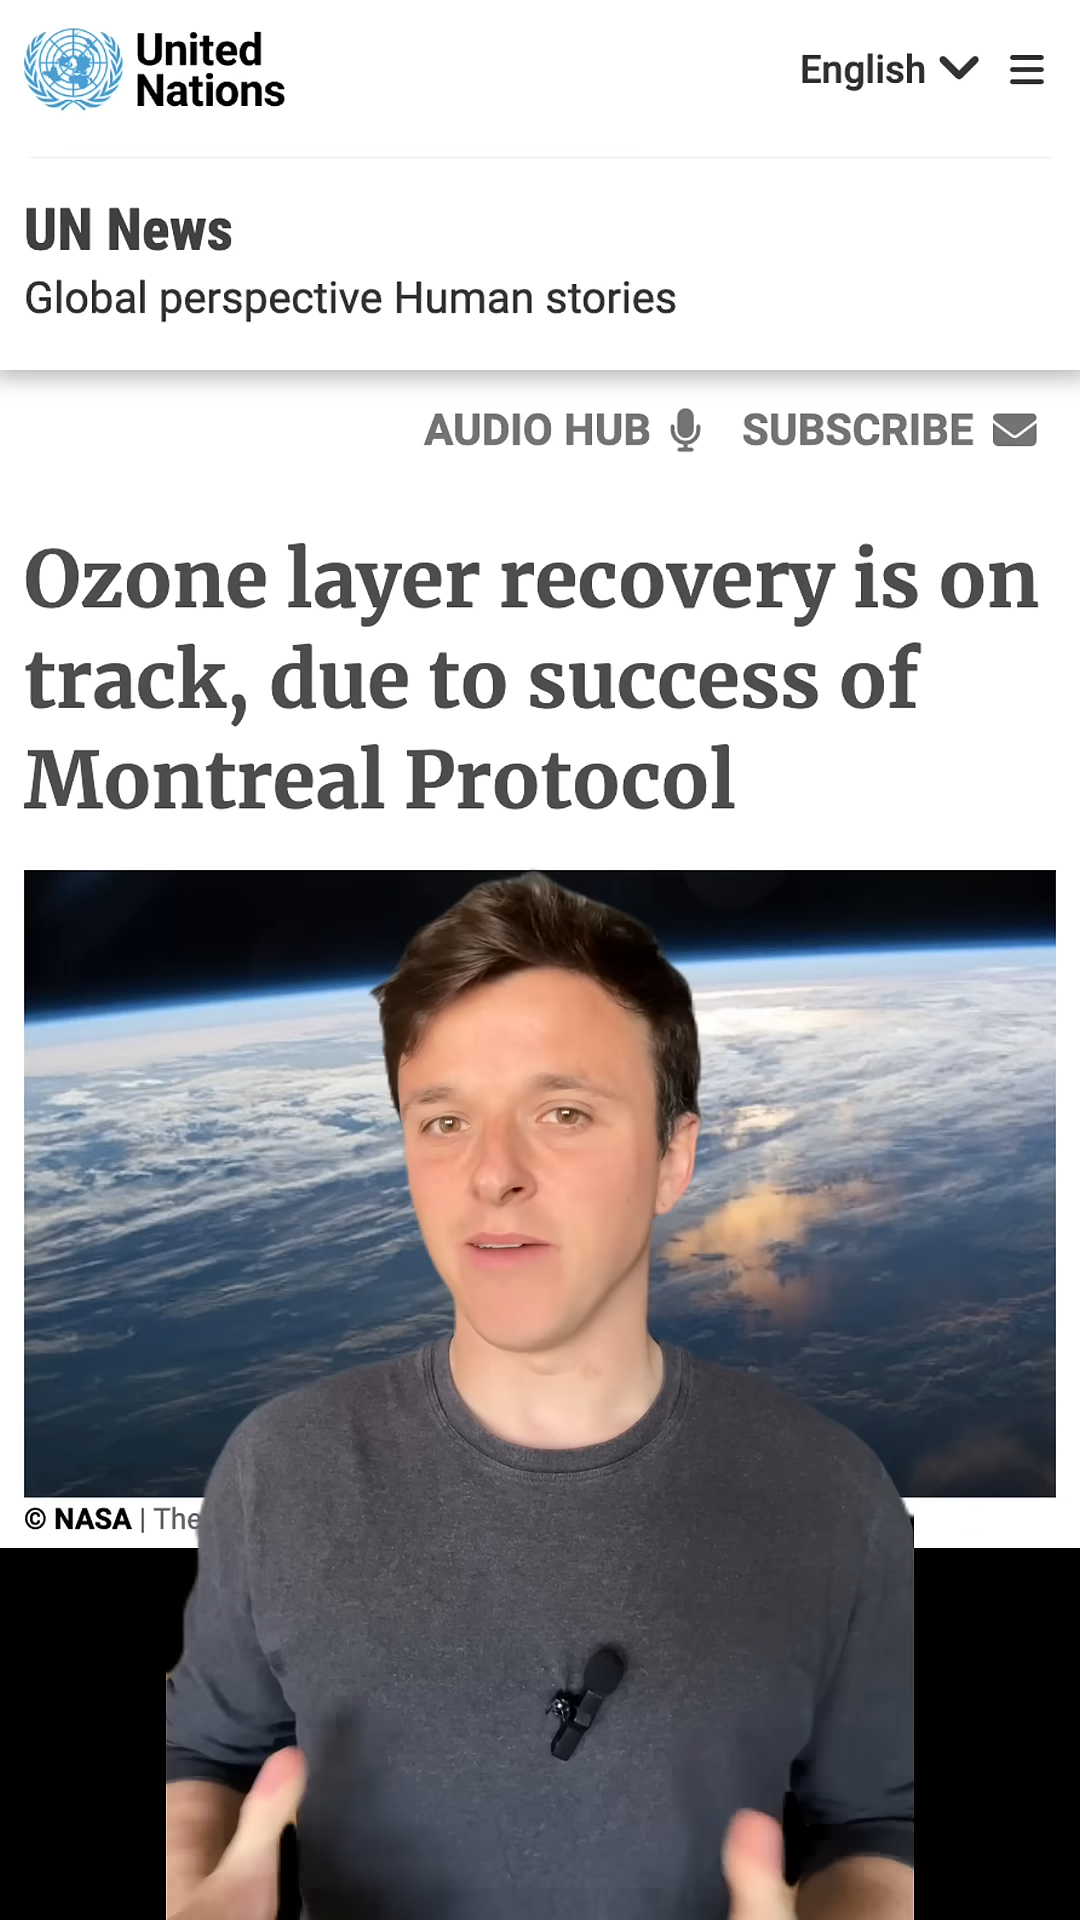 United
Nations
English
UN News
Global perspective Human stories
AUDIO HUB
SUBSCRIBE
Ozone layer recovery is on
track, due to success of
Montreal Protocol
© NASA | The